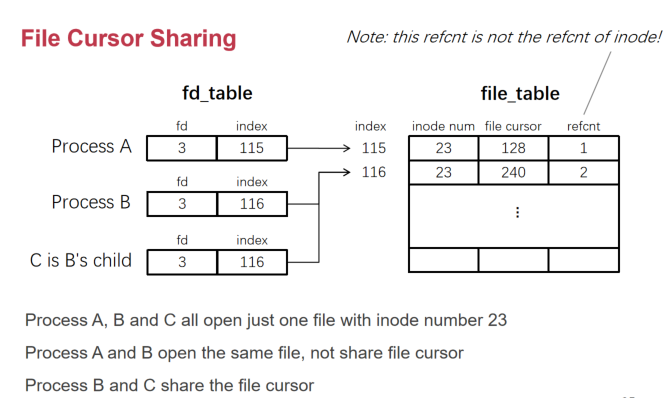 File Cursor Sharing
Note: this refcnt is not the refcnt of inode!
fd_table
file_table
fd index
index inode num file cursor refcnt
Process A 3 115
115 23 128 1
116 23 240 2
fd index
Process B 3 116
⋮
fd index
C is B's child 3 116
Process A, B and C all open just one file with inode number 23
Process A and B open the same file, not share file cursor
Process B and C share the file cursor